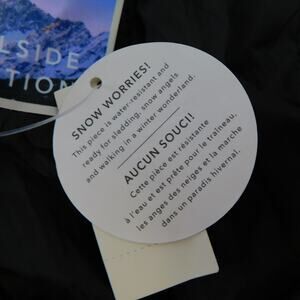 LSIDE
TION
SNOW WORRIES!
This piece is water-resistant and
ready for sledding, snow angels
and walking in a winter wonderland.
AUCUN SOUCI!
Cette pièce est résistante
à l'eau et est prête pour le traîneau,
les anges des neiges et la marche
dans un paradis hivernal.